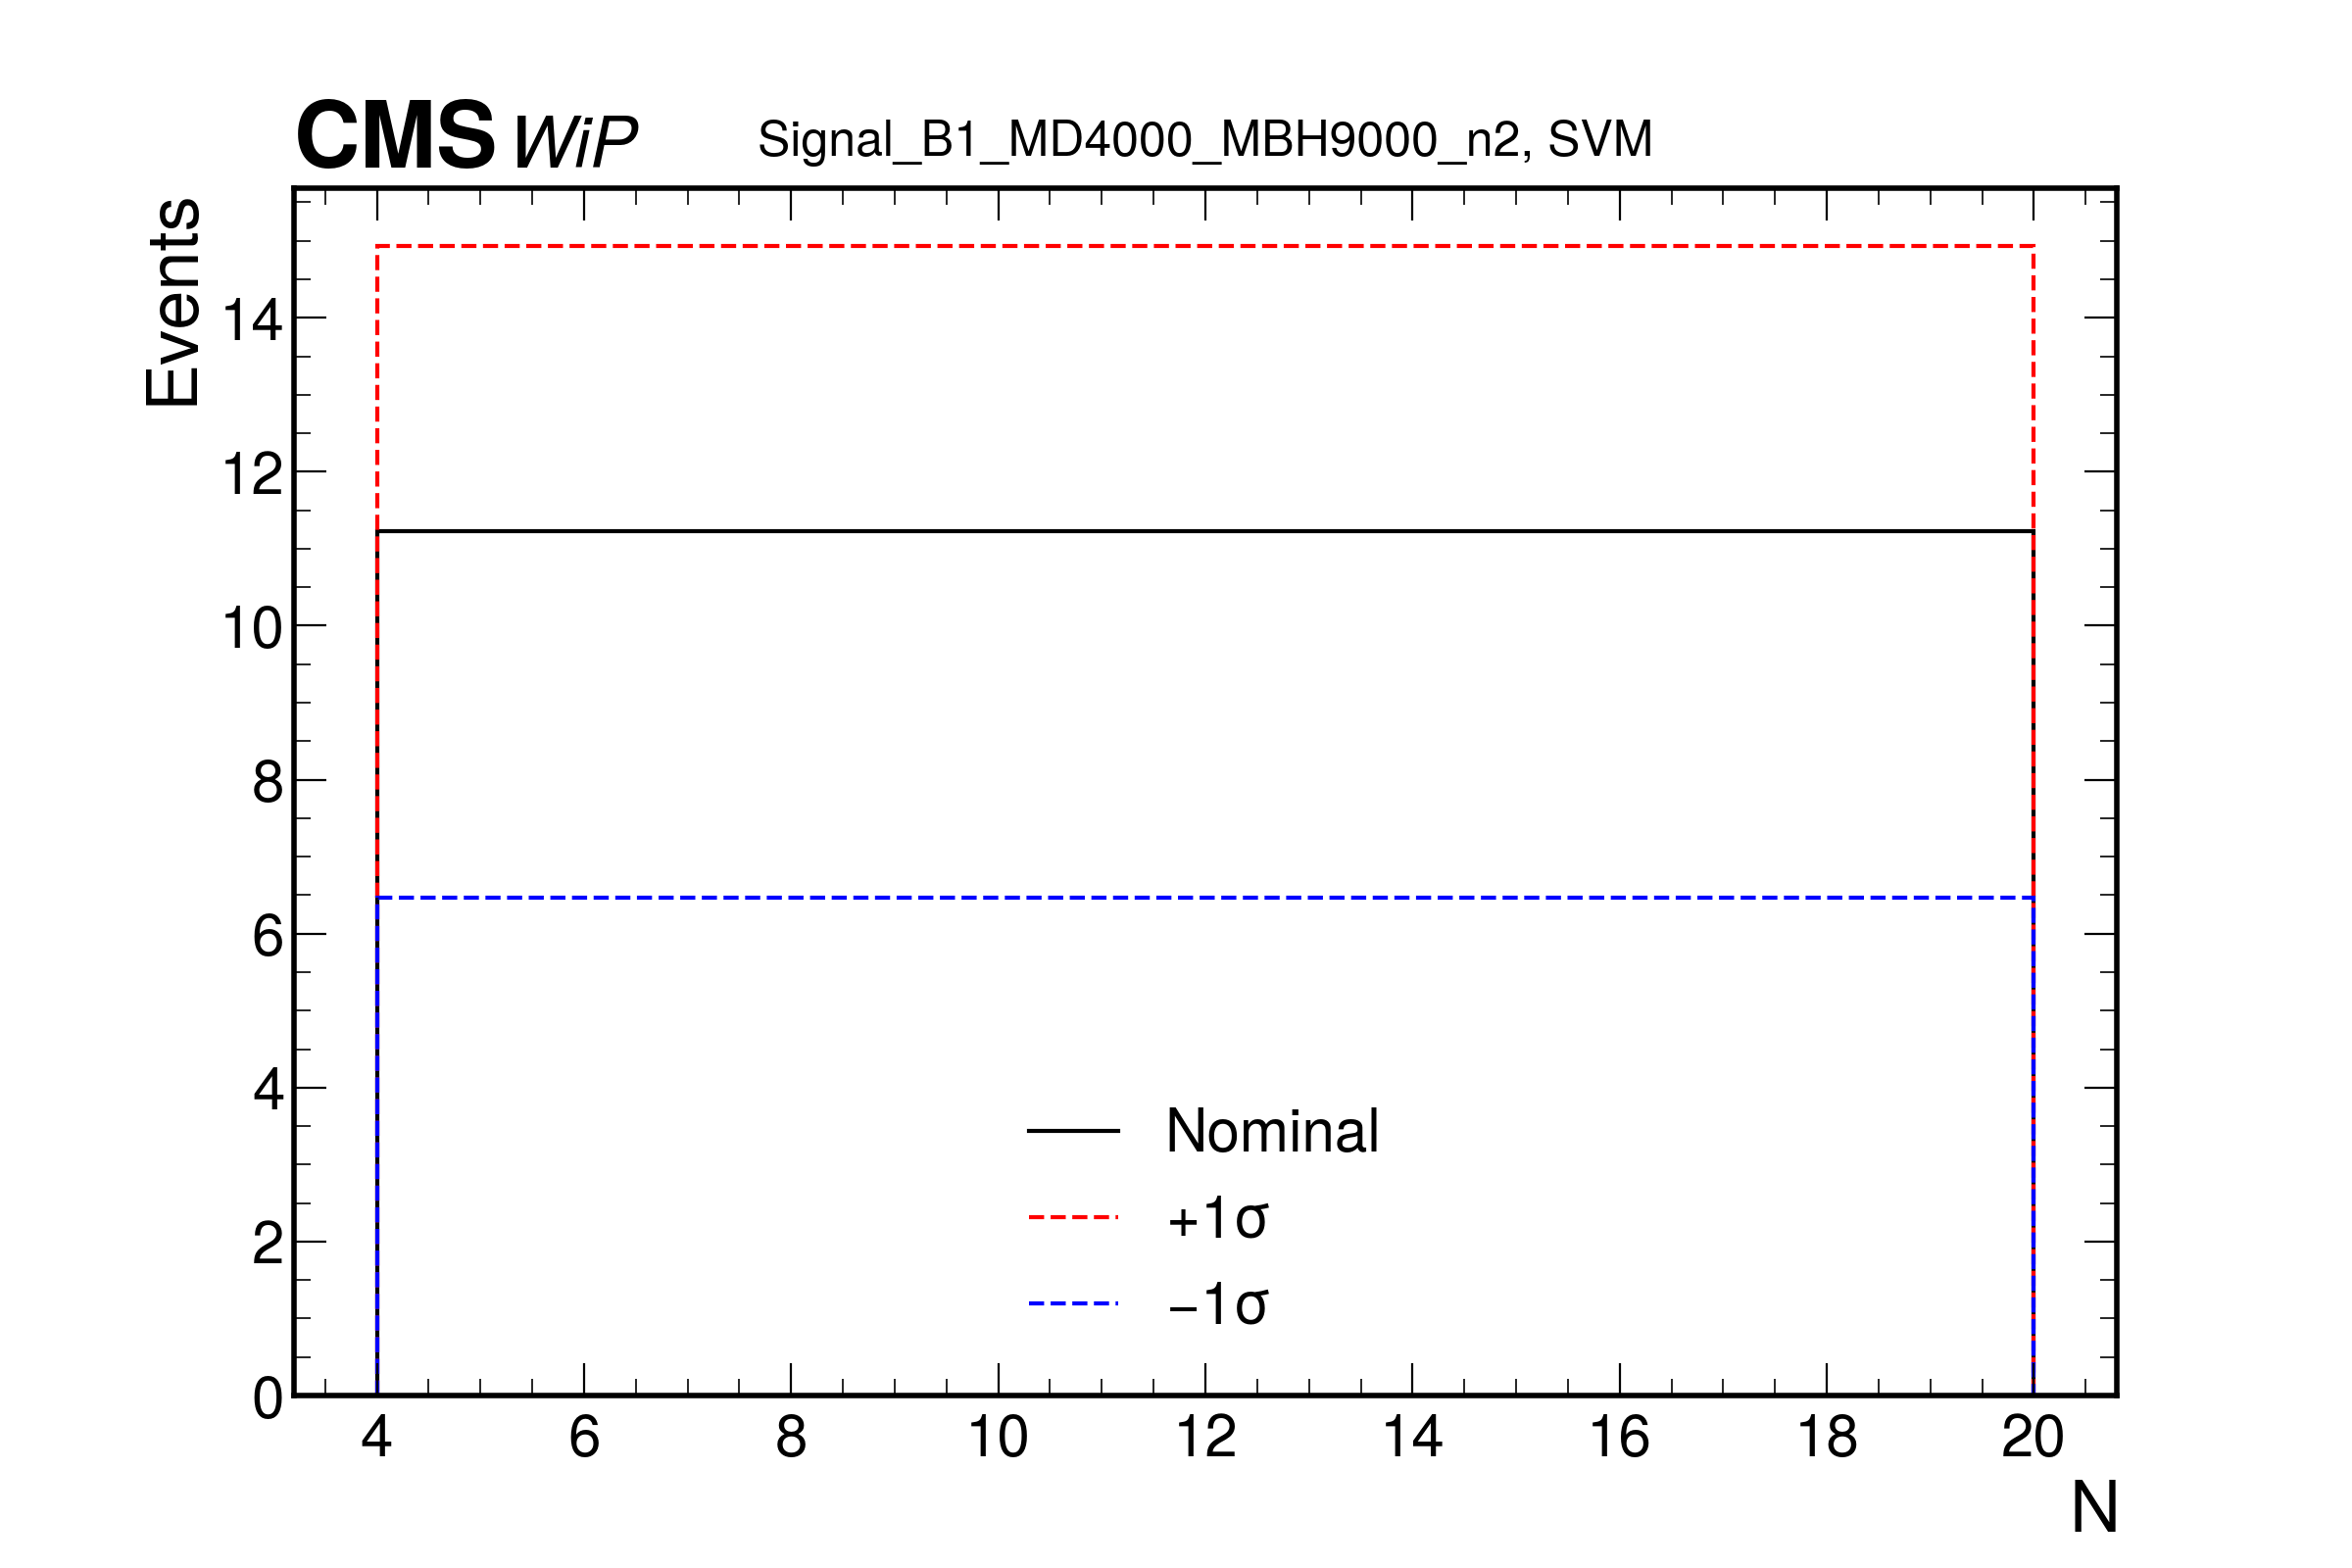 CMS WiP
Signal_B1_MD4000_MBH9000_n2, SVM
Events
14
12
10
8
6
4
2
0
Nominal
+1σ
−1σ
4 6 8 10 12 14 16 18 20
N